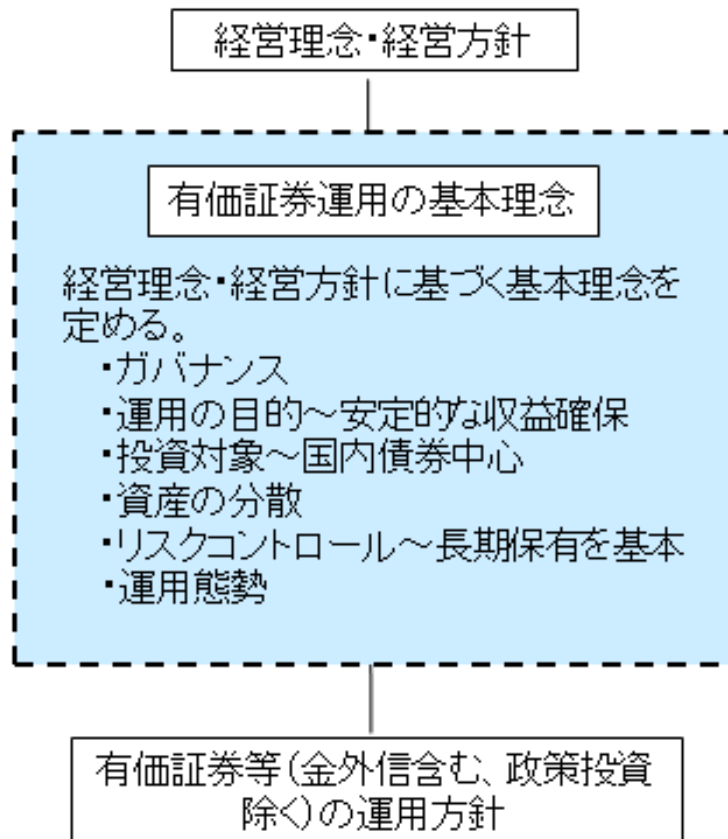 経営理念・経営方針
有価証券運用の基本理念
経営理念・経営方針に基づく基本理念を
定める。
・ガバナンス
・運用の目的～安定的な収益確保
・投資対象～国内債券中心
・資産の分散
・リスクコントロール～長期保有を基本
・運用態勢
有価証券等(金外信含む、政策投資
除く)の運用方針